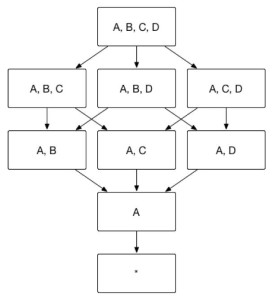 A, B, C, D
A, B, C
A, B, D
A, C, D
A, B
A, C
A, D
A
*